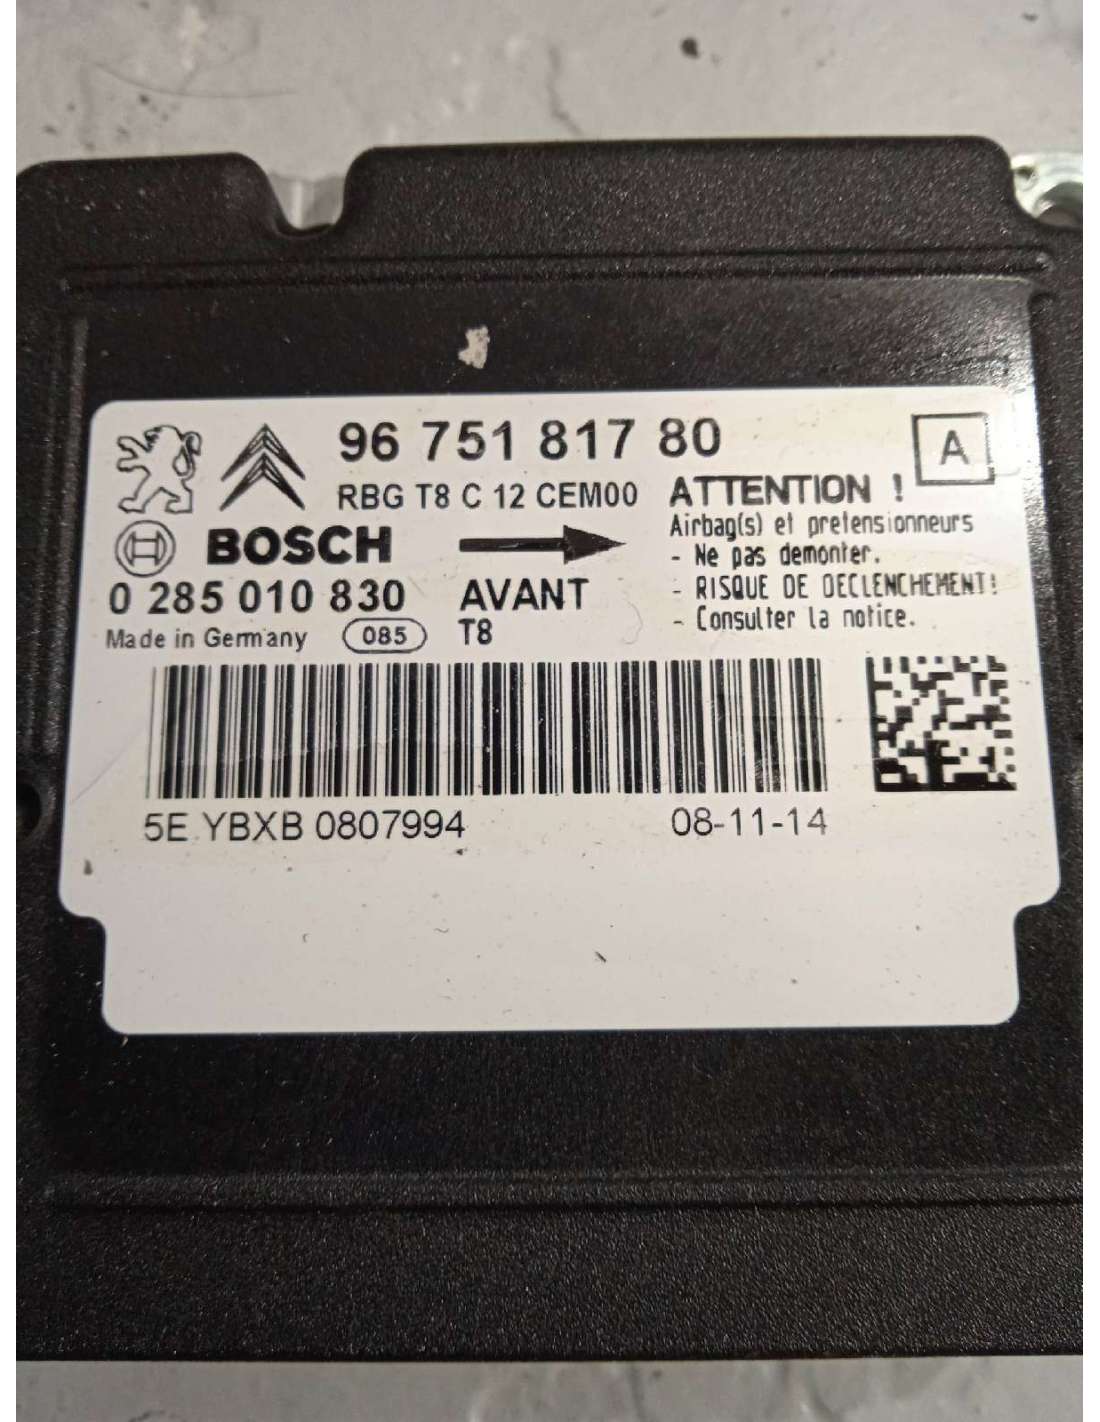 96 751 817 80
A
RBG T8 C 12 CEM00
ATTENTION !
Airbag(s) et pretensionneurs
- Ne pas demonter.
- RISQUE DE DECLENCHEMENT!
- Consulter la notice.
BOSCH
0 285 010 830
AVANT
Made in Germany
085
T8
5E YBXB 0807994
08-11-14